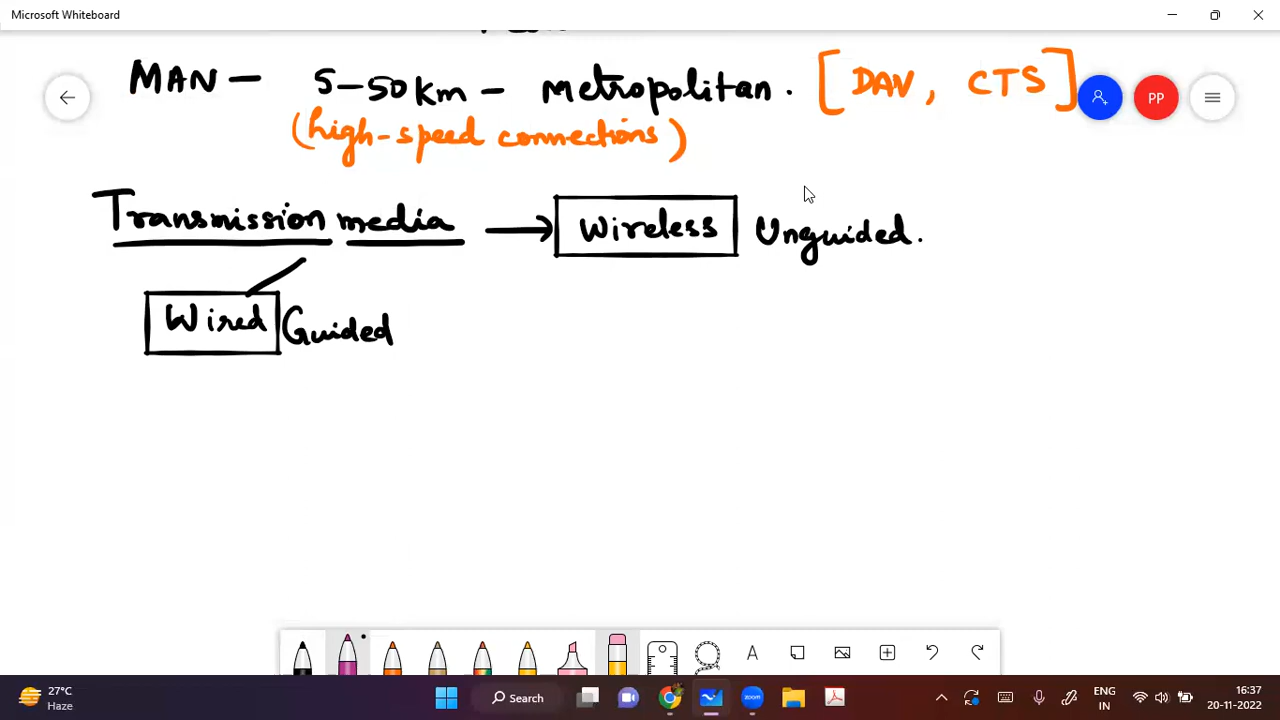 Microsoft Whiteboard
MAN — 5–50km – Metropolitan. [DAV, CTS]
PP
(high-speed connections)
Transmission media → Wireless Unguided.
Wired Guided
A
27°C
Haze
Search
ENG
IN
16:37
20-11-2022